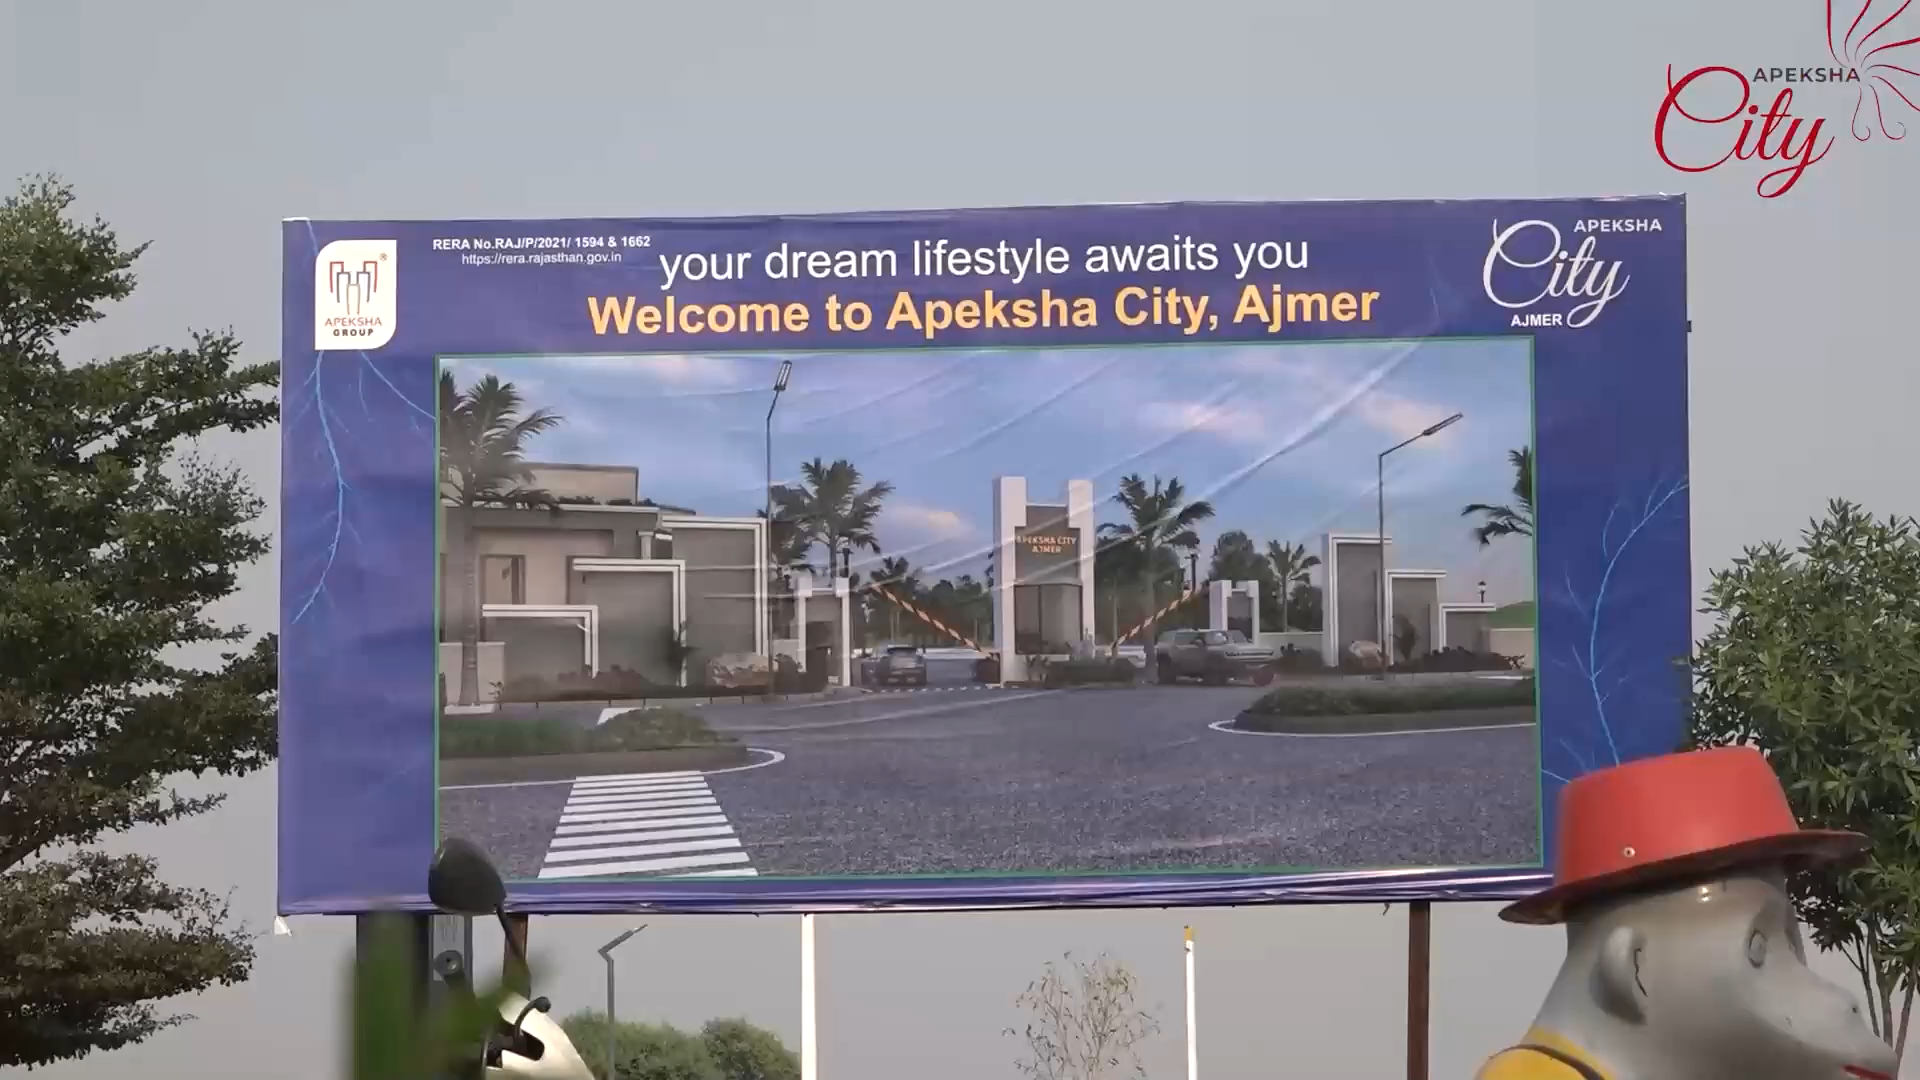 APEKSHA
City
RERA No.RAJ/P/2021/ 1594 & 1662
https://rera.rajasthan.gov.in
your dream lifestyle awaits you
Welcome to Apeksha City, Ajmer
APEKSHA
GROUP
APEKSHA
City
AJMER
APEKSHA CITY
AJMER